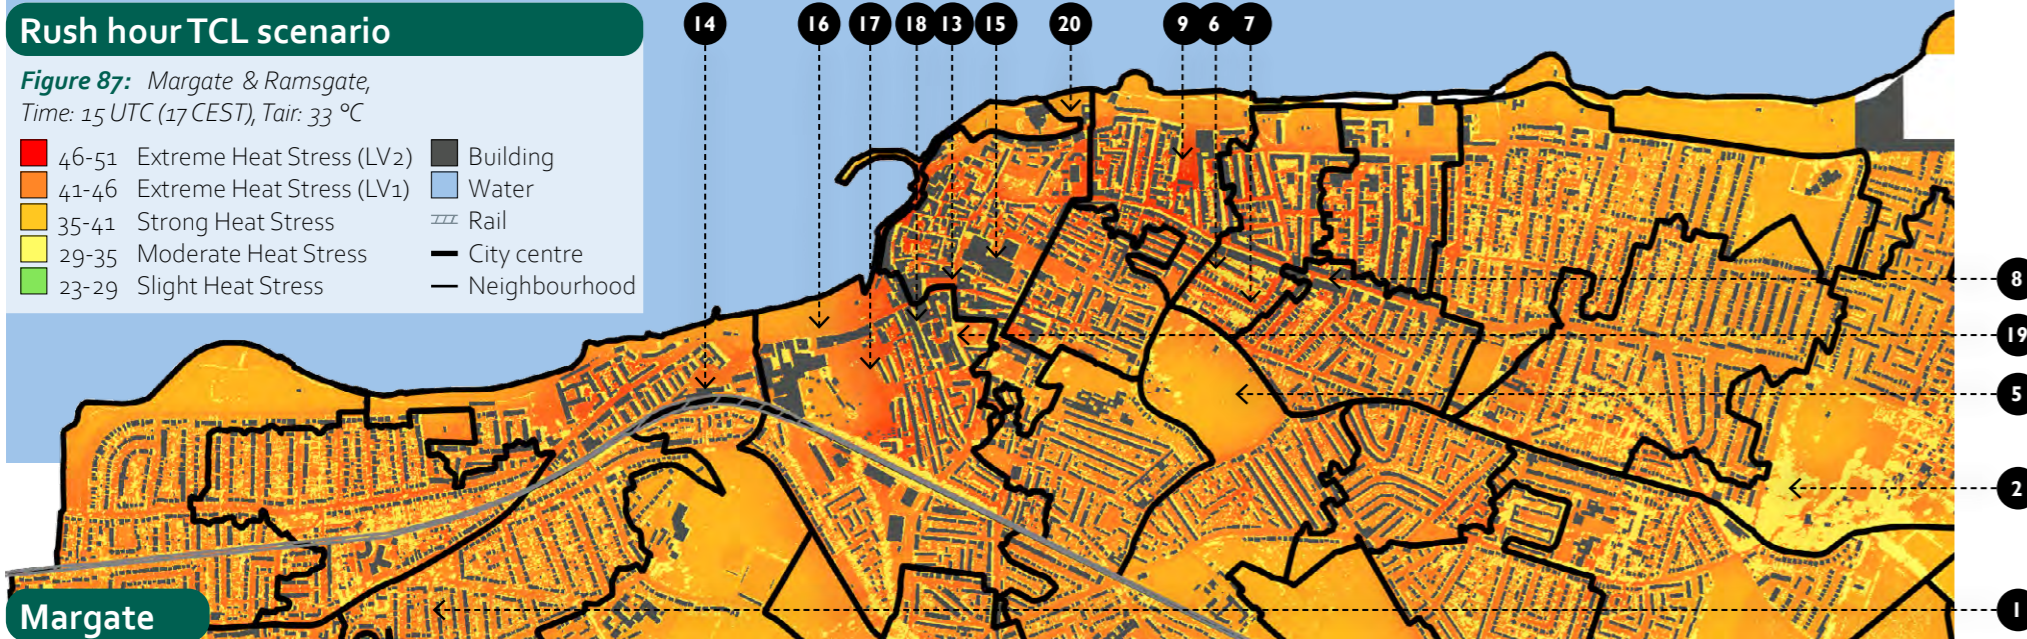 Rush hour TCL scenario
Figure 87: Margate & Ramsgate,
Time: 15 UTC (17 CEST), Tair: 33 °C
46-51 Extreme Heat Stress (LV2)
41-46 Extreme Heat Stress (LV1)
35-41 Strong Heat Stress
29-35 Moderate Heat Stress
23-29 Slight Heat Stress
Building
Water
Rail
City centre
Neighbourhood
14 16 17 18 13 15 20 9 6 7
8
19
5
2
1
Margate